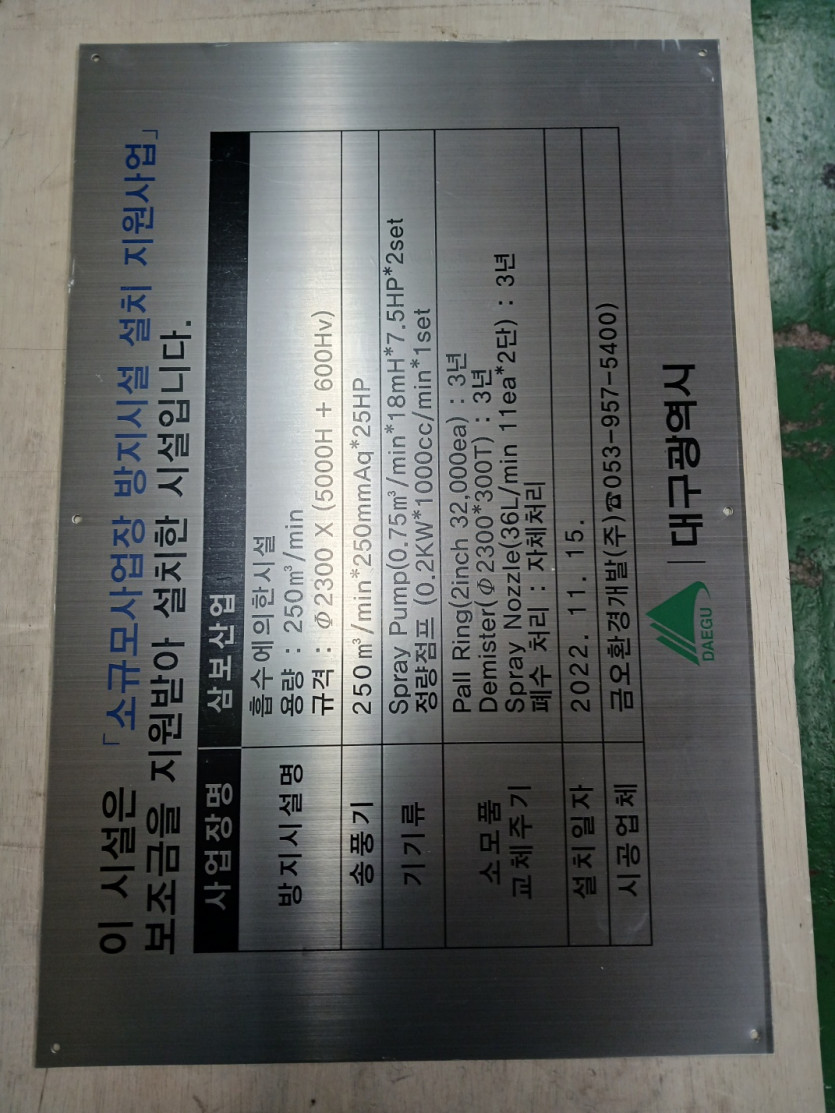 이 시설은 「소규모사업장 방지시설 설치 지원사업」
보조금을 지원받아 설치한 시설입니다.
사업장명 삼보산업
방지시설명 흡수에의한시설
용량 : 250㎥/min
규격 : Φ2300 X (5000H + 600Hv)
송풍기 250㎥/min*250mmAq*25HP
기기류 Spray Pump(0.75㎥/min*18mH*7.5HP*2set
정량점프 (0.2KW*1000cc/min*1set
소모품 교체주기 Pall Ring(2inch 32,000ea) : 3년
Demister(Φ2300*300T) : 3년
Spray Nozzle(36L/min 11ea*2단) : 3년
폐수 처리 : 자체처리
설치일자 2022. 11. 15.
시공업체 금오환경개발(주)☎053-957-5400)
DAEGU | 대구광역시